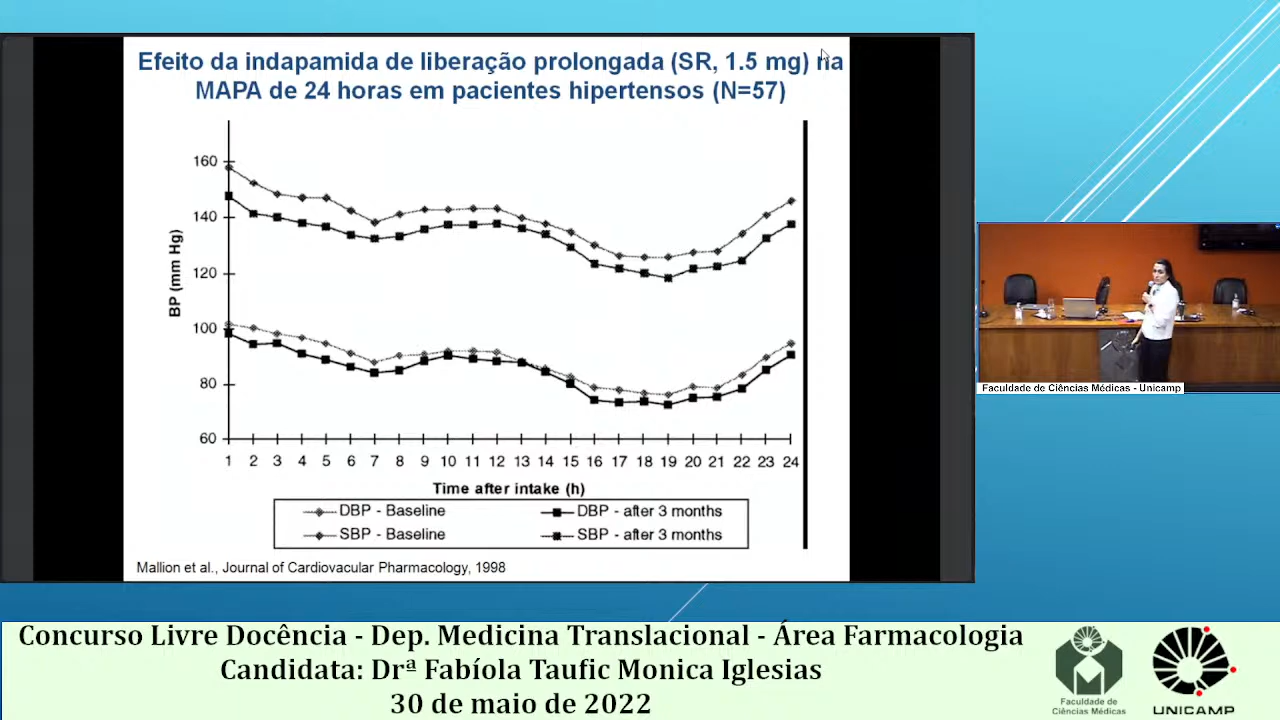 Efeito da indapamida de liberação prolongada (SR, 1.5 mg) na
MAPA de 24 horas em pacientes hipertensos (N=57)
160
140
120
100
80
60
BP (mm Hg)
1 2 3 4 5 6 7 8 9 10 11 12 13 14 15 16 17 18 19 20 21 22 23 24
Time after intake (h)
DBP - Baseline
DBP - after 3 months
SBP - Baseline
SBP - after 3 months
Mallion et al., Journal of Cardiovacular Pharmacology, 1998
Faculdade de Ciências Médicas - Unicamp
Concurso Livre Docência - Dep. Medicina Translacional - Área Farmacologia
Candidata: Drª Fabíola Taufic Monica Iglesias
30 de maio de 2022
Faculdade de
Ciências Médicas
UNICAMP